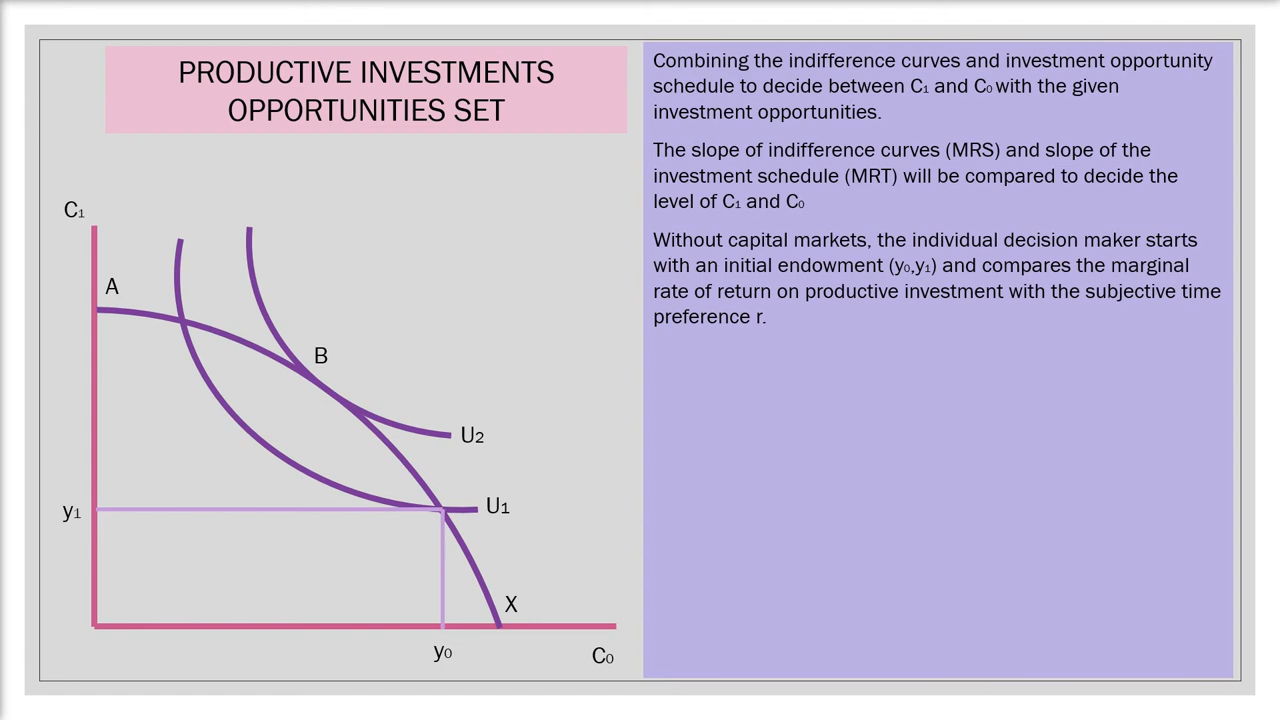 PRODUCTIVE INVESTMENTS
OPPORTUNITIES SET
Combining the indifference curves and investment opportunity
schedule to decide between C₁ and C₀ with the given
investment opportunities.
The slope of indifference curves (MRS) and slope of the
investment schedule (MRT) will be compared to decide the
level of C₁ and C₀
Without capital markets, the individual decision maker starts
with an initial endowment (y₀,y₁) and compares the marginal
rate of return on productive investment with the subjective time
preference r.
C₁
A
B
U₂
U₁
y₁
X
y₀
C₀